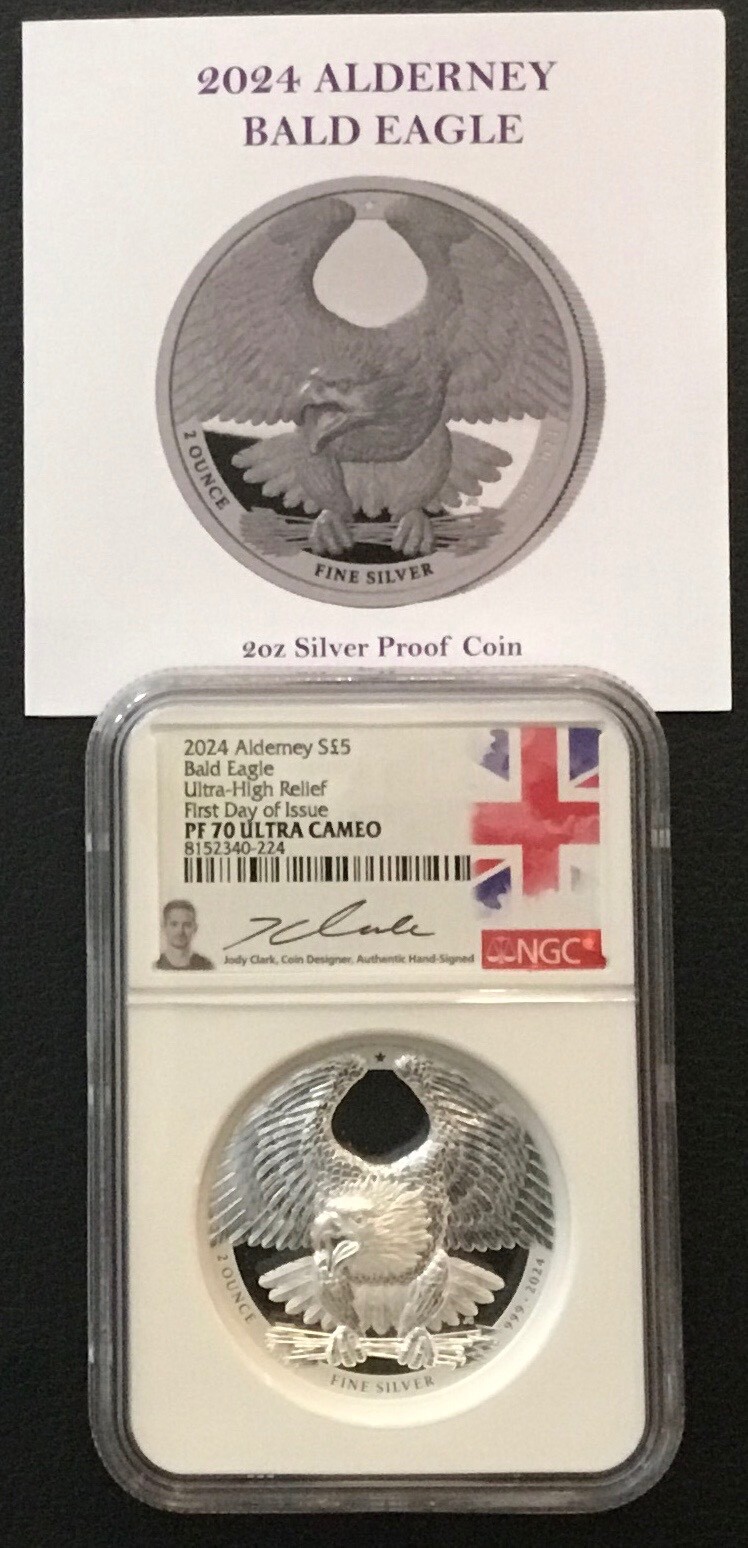 2024 ALDERNEY
BALD EAGLE
2 OUNCE
FINE SILVER
2oz Silver Proof Coin
2024 Alderney S£5
Bald Eagle
Ultra-High Relief
First Day of Issue
PF 70 ULTRA CAMEO
8152340-224
Jody Clark, Coin Designer, Authentic Hand-Signed
NGC
2 OUNCE
FINE SILVER
999 · 2024